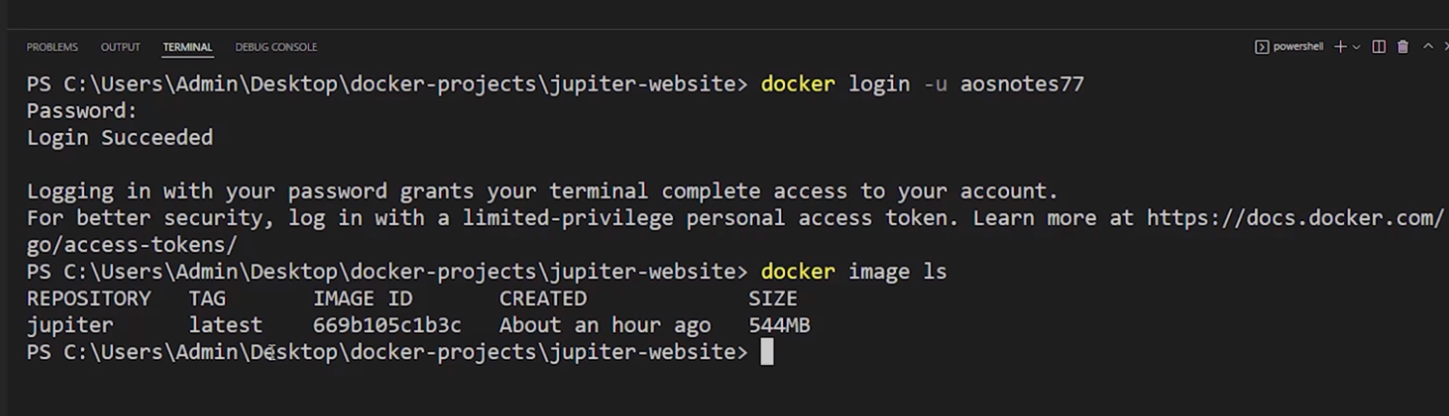 PROBLEMS OUTPUT TERMINAL DEBUG CONSOLE powershell
PS C:\Users\Admin\Desktop\docker-projects\jupiter-website> docker login -u aosnotes77
Password:
Login Succeeded
Logging in with your password grants your terminal complete access to your account.
For better security, log in with a limited-privilege personal access token. Learn more at https://docs.docker.com/
go/access-tokens/
PS C:\Users\Admin\Desktop\docker-projects\jupiter-website> docker image ls
REPOSITORY TAG IMAGE ID CREATED SIZE
jupiter latest 669b105c1b3c About an hour ago 544MB
PS C:\Users\Admin\Desktop\docker-projects\jupiter-website>